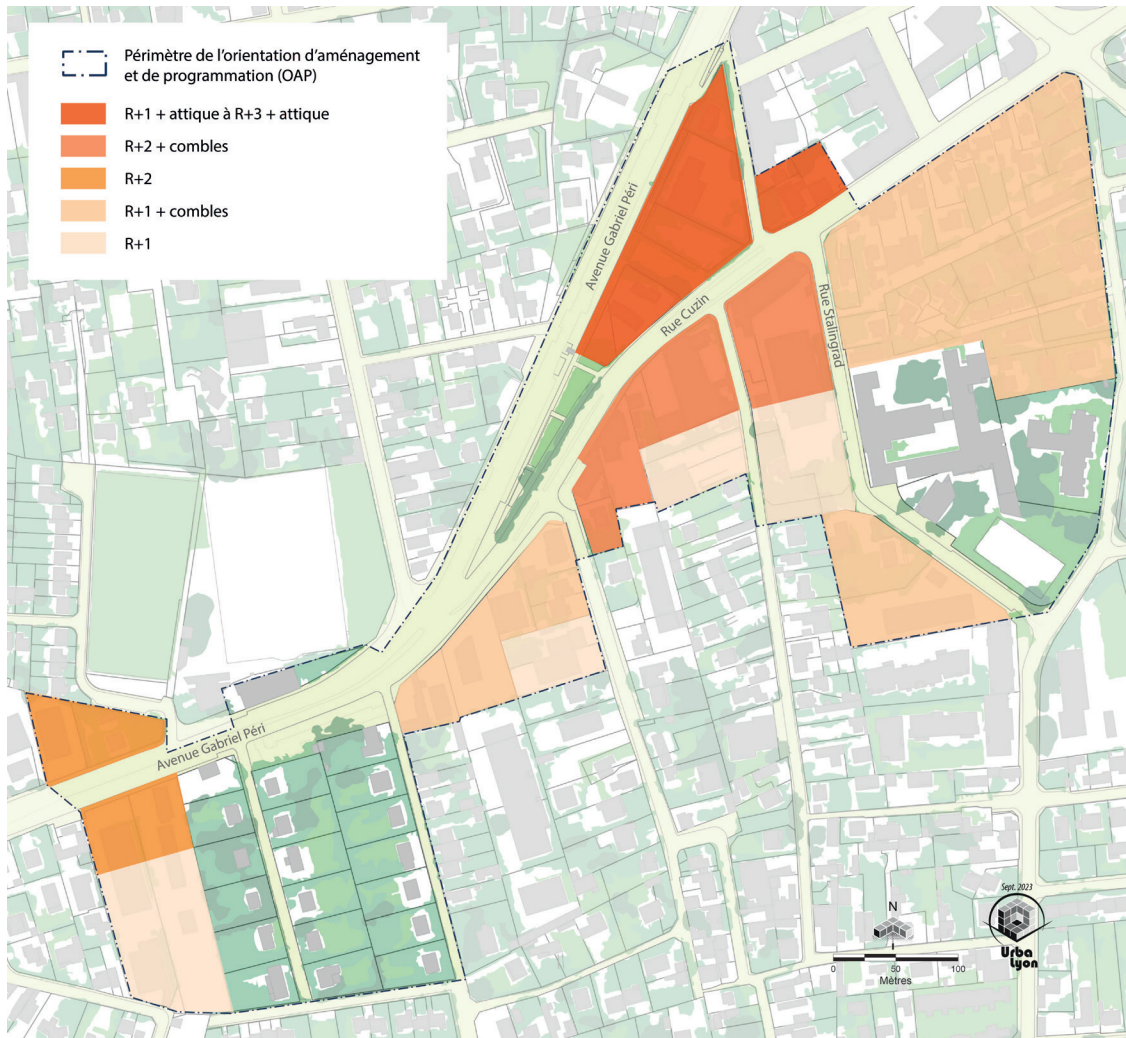 Périmètre de l'orientation d'aménagement
et de programmation (OAP)
R+1 + attique à R+3 + attique
R+2 + combles
R+2
R+1 + combles
R+1
Avenue Gabriel Péri
Rue Cuzin
Rue Stalingrad
Avenue Gabriel Péri
N
0 50 100
Mètres
Sept. 2023
Urba
Lyon